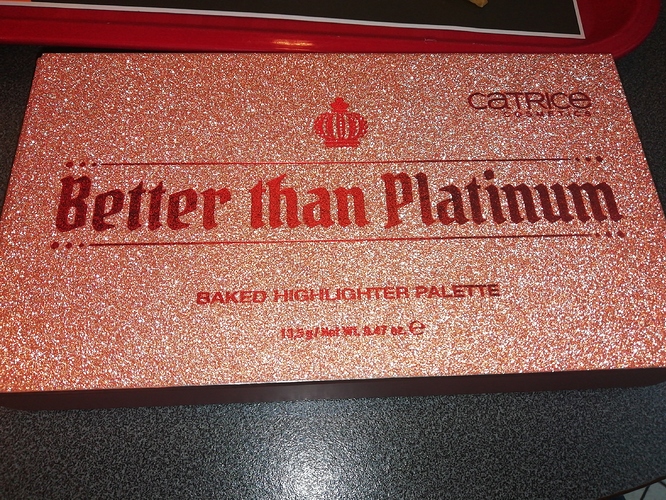 CATRICE
COSMETICS
Better than Platinum
BAKED HIGHLIGHTER PALETTE
13,5 g / Net Wt. 0.47 oz. ℮